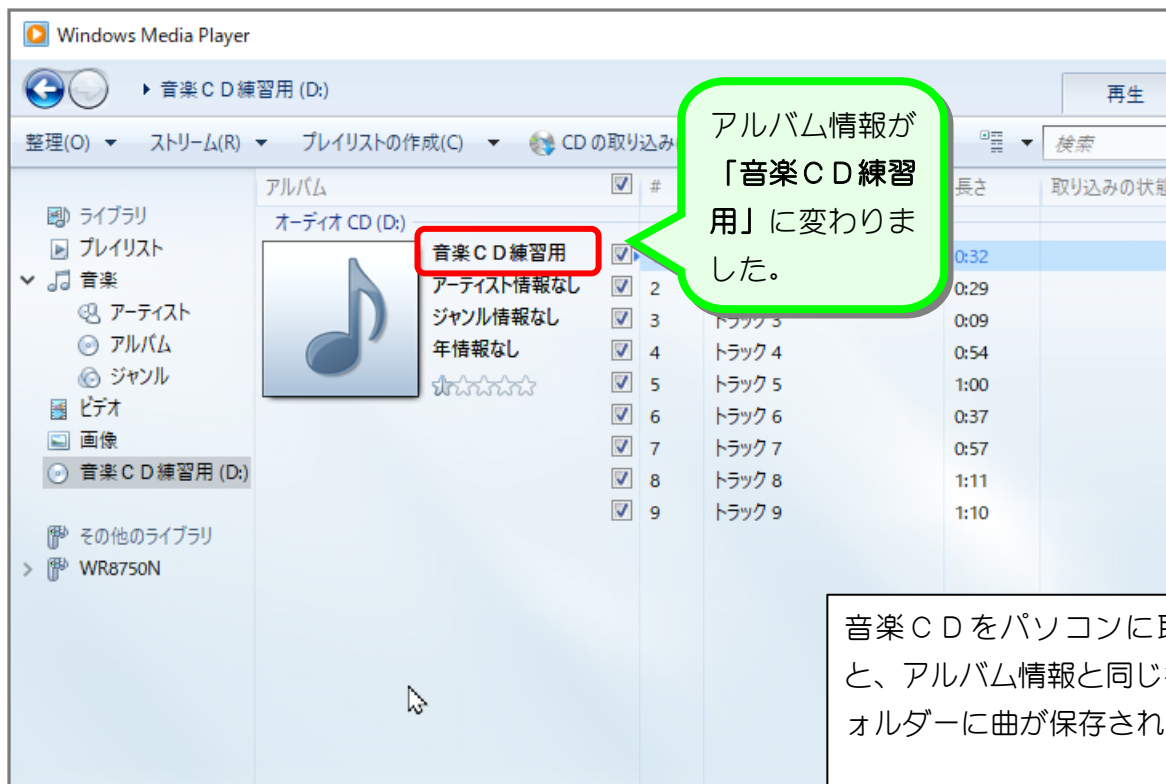 Windows Media Player
音楽ＣＤ練習用 (D:)
再生
整理(O) ストリーム(R) プレイリストの作成(C) CD の取り込み
検索
アルバム情報が
「音楽ＣＤ練習
用」に変わりま
した。
アルバム # 長さ 取り込みの状態
オーディオ CD (D:)
音楽ＣＤ練習用
アーティスト情報なし
ジャンル情報なし
年情報なし
0:32
2 0:29
3 トラック 3 0:09
4 トラック 4 0:54
5 トラック 5 1:00
6 トラック 6 0:37
7 トラック 7 0:57
8 トラック 8 1:11
9 トラック 9 1:10
ライブラリ
プレイリスト
音楽
アーティスト
アルバム
ジャンル
ビデオ
画像
音楽ＣＤ練習用 (D:)
その他のライブラリ
WR8750N
音楽ＣＤをパソコンに
と、アルバム情報と同じ
ォルダーに曲が保存され